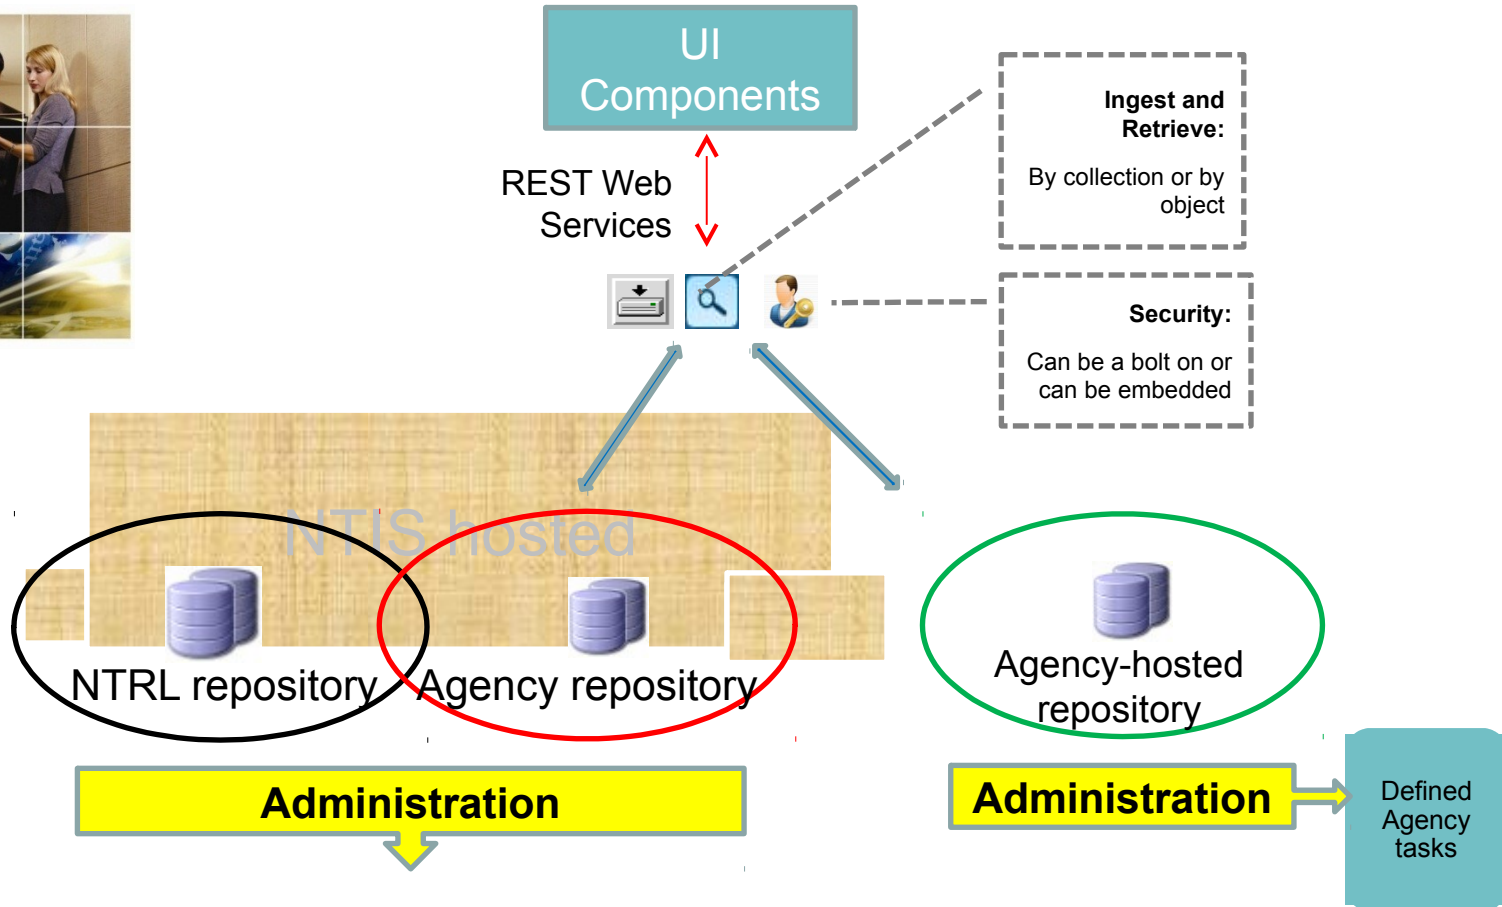 UI
Components
REST Web
Services
Ingest and
Retrieve:
By collection or by
object
Security:
Can be a bolt on or
can be embedded
NTIS hosted
NTRL repository
Agency repository
Agency-hosted
repository
Administration
Administration
Defined
Agency
tasks